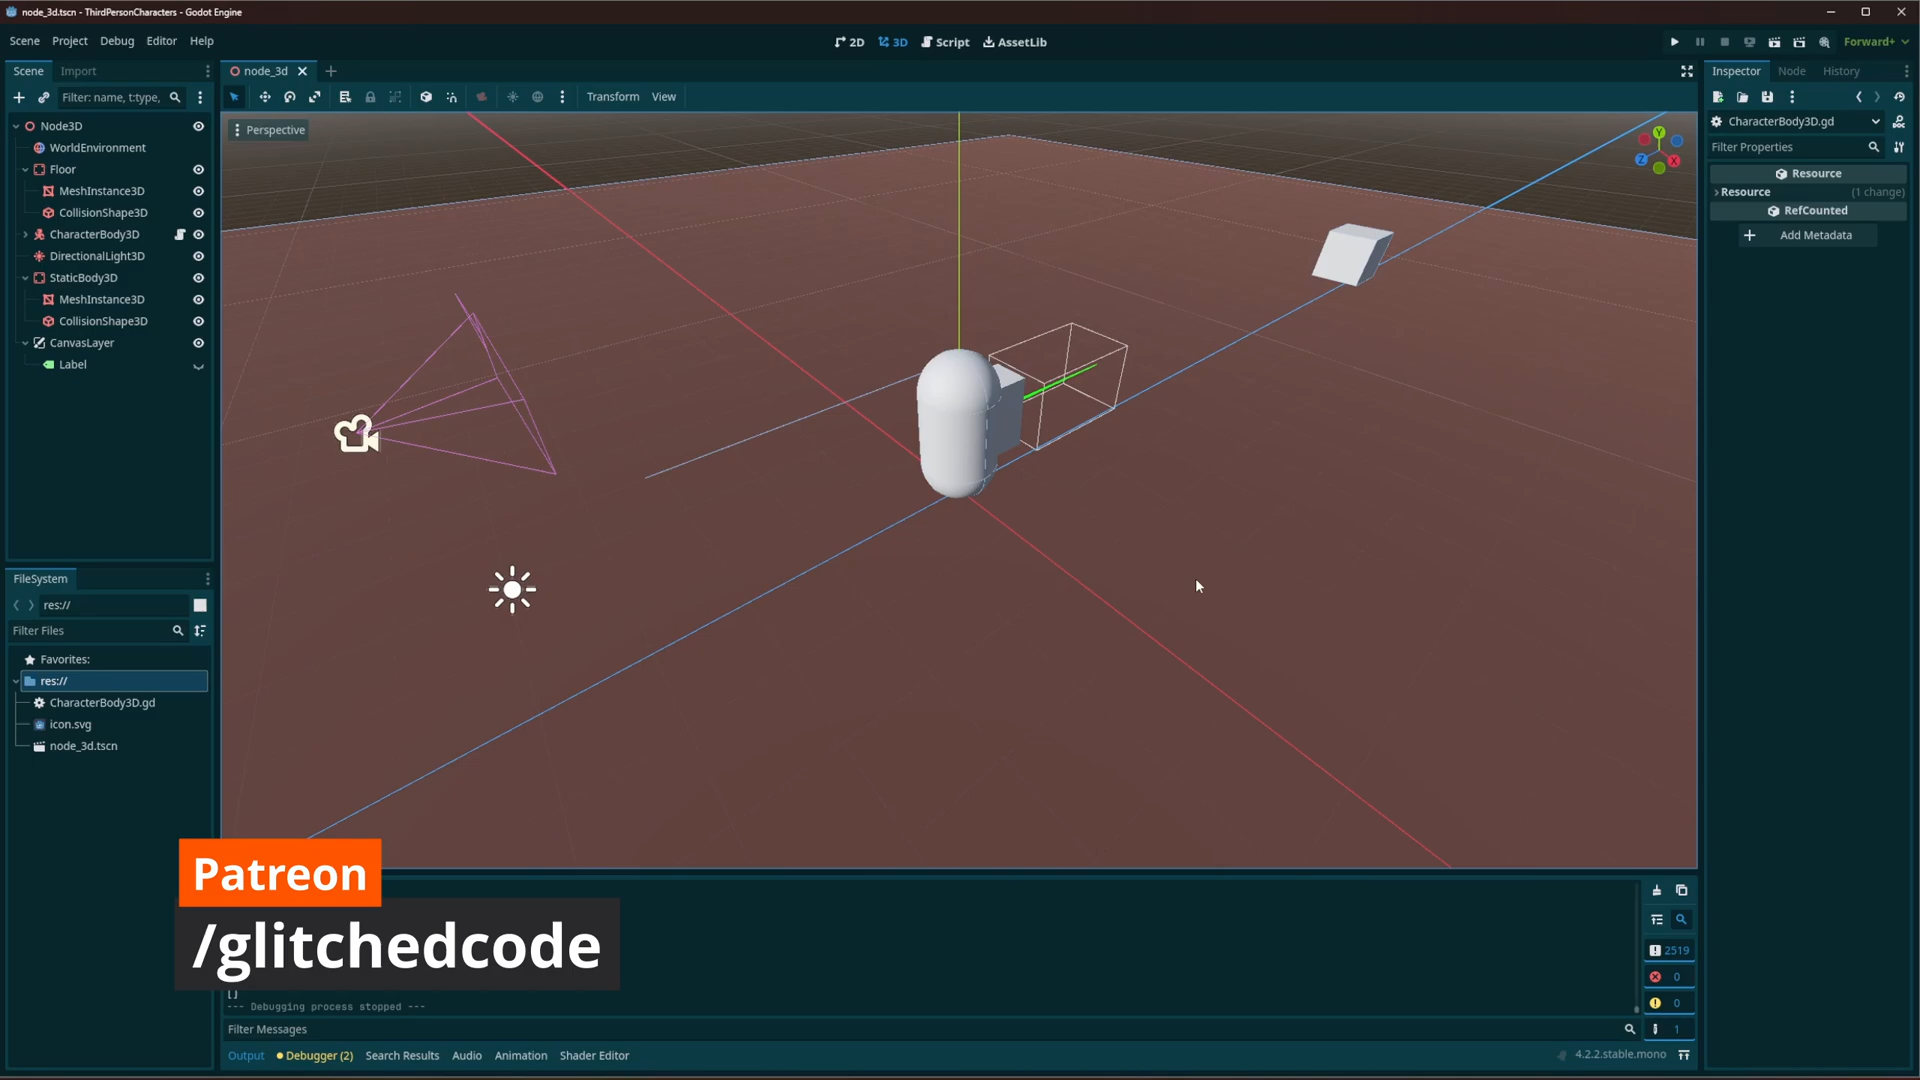 node_3d.tscn - ThirdPersonCharacters - Godot Engine
Scene Project Debug Editor Help
2D 3D Script AssetLib
Forward+
Scene Import
node_3d
Inspector Node History
Filter: name, t:type,
Transform View
CharacterBody3D.gd
Filter Properties
Resource
Resource (1 change)
RefCounted
Add Metadata
Node3D
WorldEnvironment
Floor
MeshInstance3D
CollisionShape3D
CharacterBody3D
DirectionalLight3D
StaticBody3D
MeshInstance3D
CollisionShape3D
CanvasLayer
Label
Perspective
Y
Z
X
FileSystem
res://
Filter Files
Favorites:
res://
CharacterBody3D.gd
icon.svg
node_3d.tscn
Patreon
/glitchedcode
[]
--- Debugging process stopped ---
Filter Messages
2519
0
0
1
Output Debugger (2) Search Results Audio Animation Shader Editor
4.2.2.stable.mono